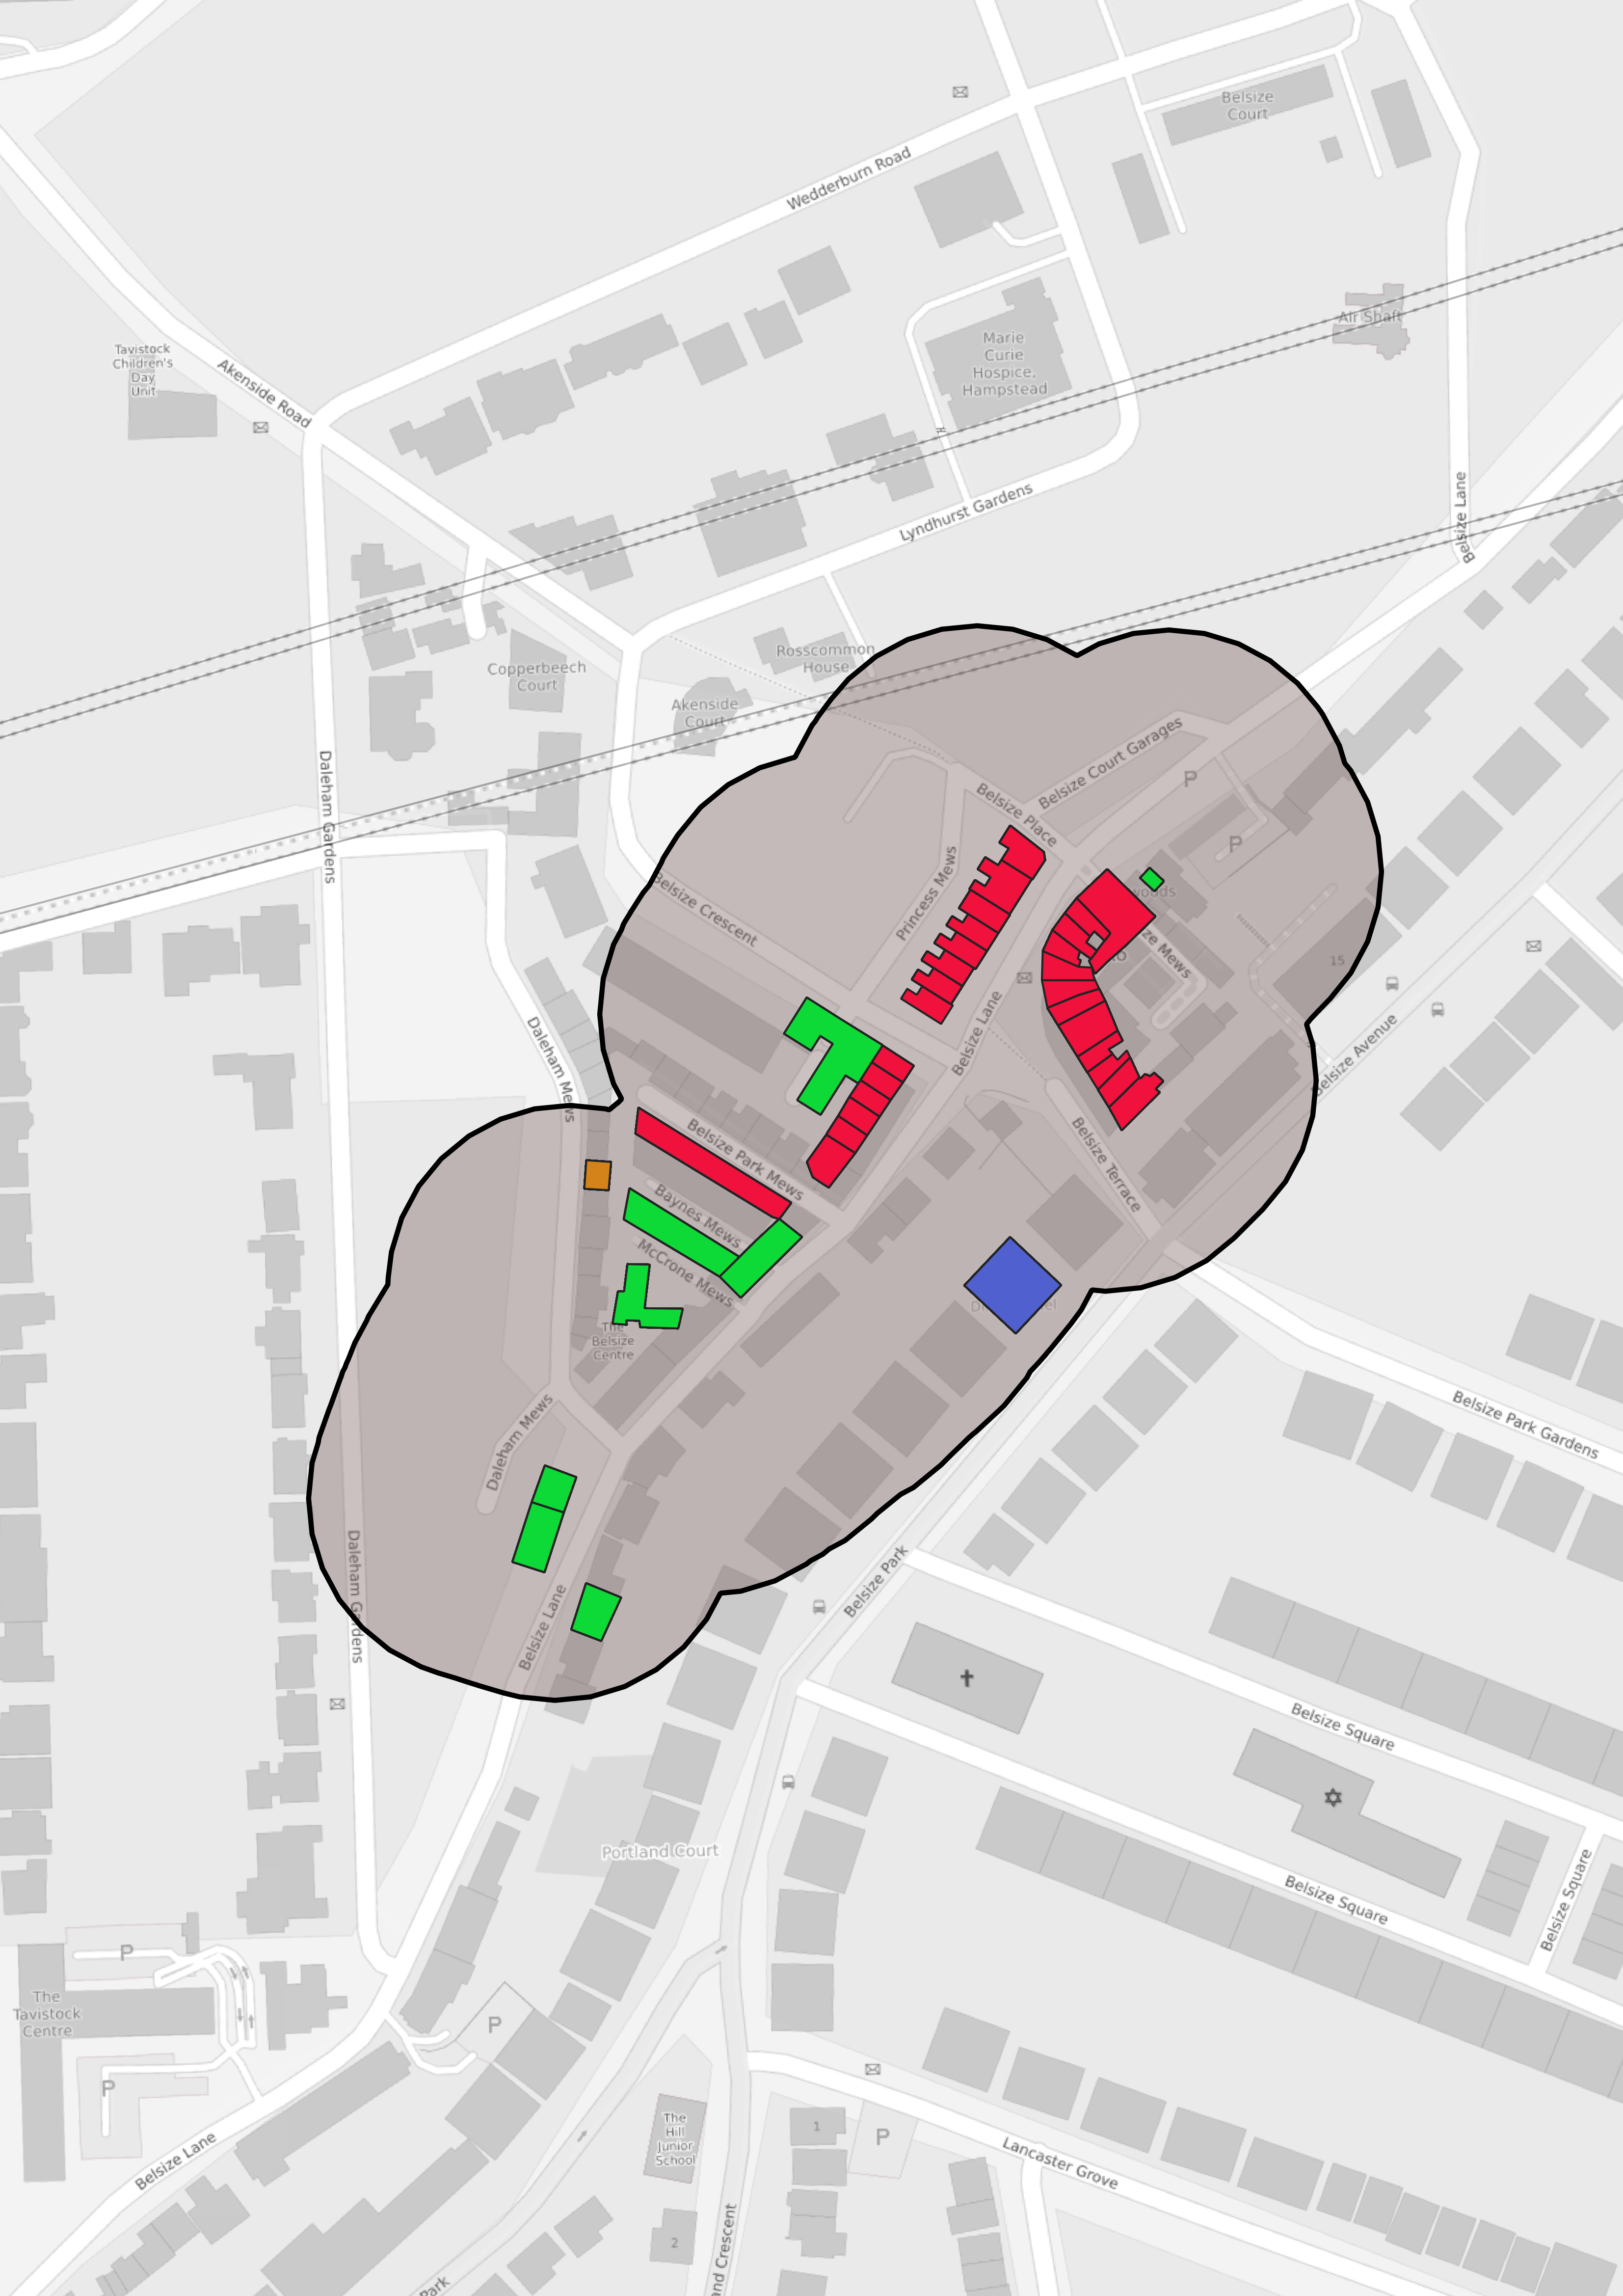 Belsize
Court
Wedderburn Road
Air Shaft
Tavistock
Children's
Day
Unit
Akenside Road
Marie
Curie
Hospice,
Hampstead
Lyndhurst Gardens
Belsize Lane
Belsize Lane
Rosscommon
House
Copperbeech
Court
Akenside
Court
Daleham Gardens
Belsize Court Garages
P
Belsize Place
P
Princess Mews
Belsize Crescent
woods
ze Mews
15
Belsize Lane
Daleham Mews
Belsize Avenue
Belsize Park Mews
Belsize Terrace
Baynes Mews
McCrone Mews
The
Belsize
Centre
Daleham Mews
Belsize Park Gardens
Daleham Gardens
Belsize Lane
Belsize Park
Belsize Square
Portland Court
Belsize Square
Belsize Square
P
The
Tavistock
Centre
P
P
The
Hill
Junior
School
1
P
Lancaster Grove
Belsize Lane
2
nd Crescent
Park